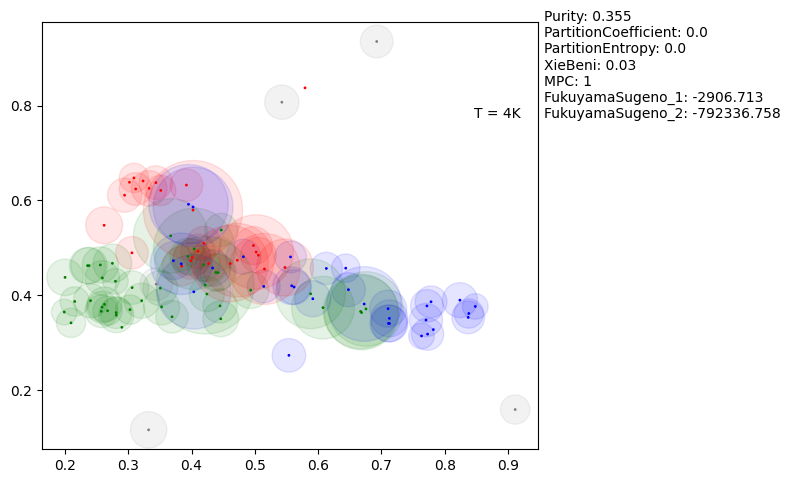 Purity: 0.355
PartitionCoefficient: 0.0
PartitionEntropy: 0.0
XieBeni: 0.03
MPC: 1
FukuyamaSugeno_1: -2906.713
FukuyamaSugeno_2: -792336.758
T = 4K
0.8
0.6
0.4
0.2
0.2 0.3 0.4 0.5 0.6 0.7 0.8 0.9